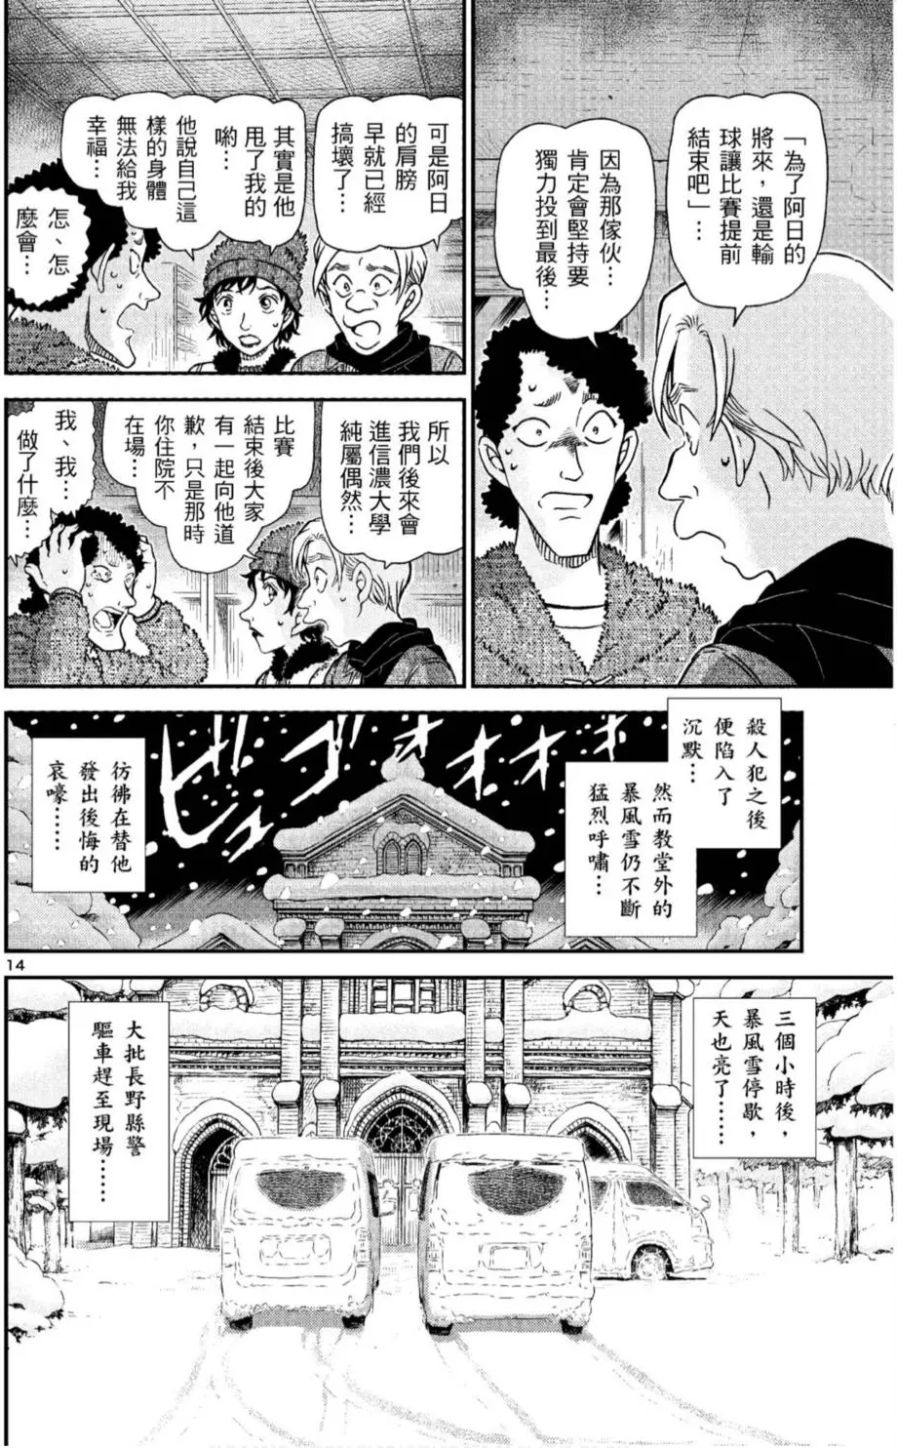 「為了阿日的
將來，還是輸
球讓比賽提前
結束吧」…
因為那傢伙…
肯定會堅持要
獨力投到最後…
可是阿日
的肩膀
早就已經
搞壞了…
其實是他
甩了我的
喲…
他說自己這
樣的身體
無法給我
幸福…
怎、怎
麼會…
所以
我們後來會
進信濃大學
純屬偶然…
比賽
結束後大家
有一起向他道
歉，只是那時
你住院不
在場…
我、我…
做了什麼…
殺人犯之後
便陷入了
沉默…
然而教堂外的
暴風雪仍不斷
猛烈呼嘯…
ビュゴオオオオ
彷彿在替他
發出後悔的
哀嚎……
14
三個小時後，
暴風雪停歇，
天也亮了……
大批長野縣警
驅車趕至現場……